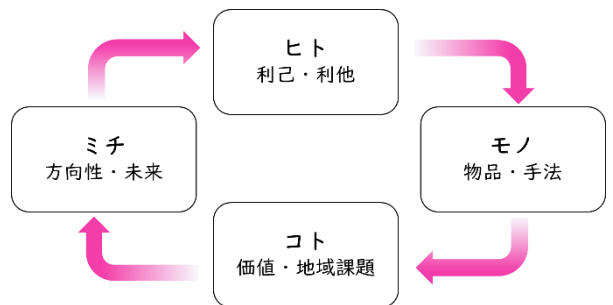 ヒト
利己・利他
モノ
物品・手法
コト
価値・地域課題
ミチ
方向性・未来